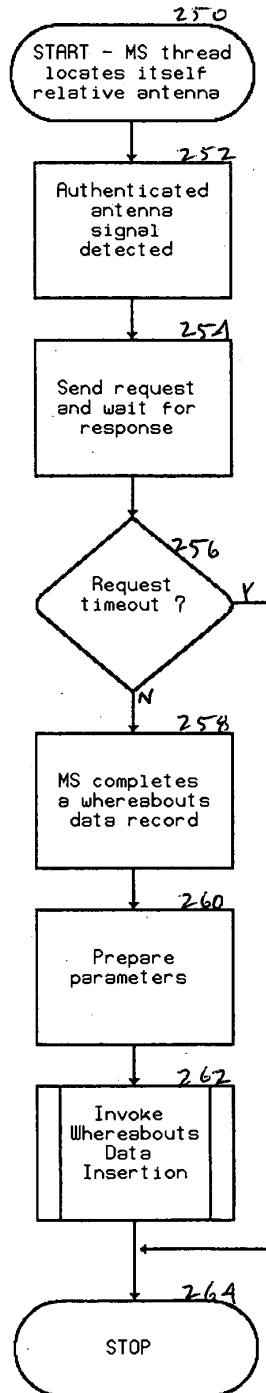 250
START - MS thread
locates itself
relative antenna
252
Authenticated
antenna
signal
detected
254
Send request
and wait for
response
256
Request
timeout ?
Y
N
258
MS completes
a whereabouts
data record
260
Prepare
parameters
262
Invoke
Whereabouts
Data
Insertion
264
STOP